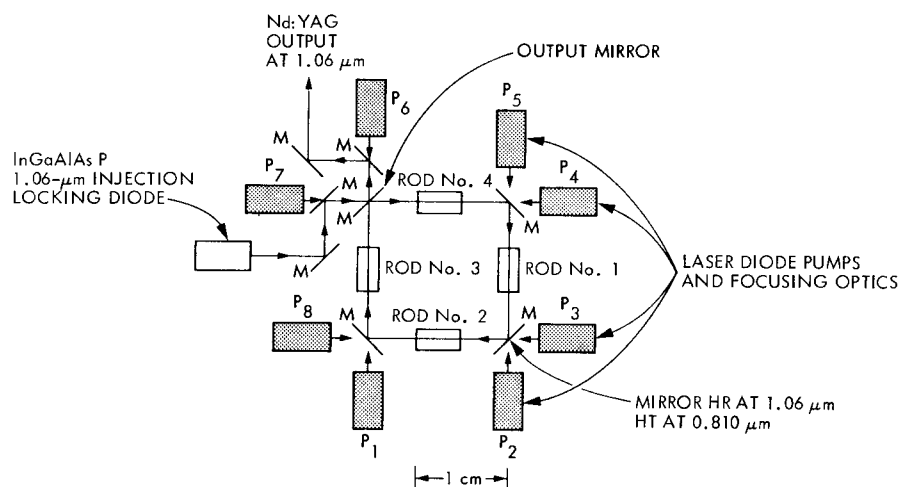 Nd:YAG
OUTPUT
AT 1.06 μm
OUTPUT MIRROR
P6
P5
M
M
InGaAlAs P
1.06-μm INJECTION
LOCKING DIODE
P7
M
M
ROD No. 4
P4
M
M
ROD No. 3
ROD No. 1
LASER DIODE PUMPS
AND FOCUSING OPTICS
P8
M
ROD No. 2
M
P3
P1
P2
MIRROR HR AT 1.06 μm
HT AT 0.810 μm
1 cm